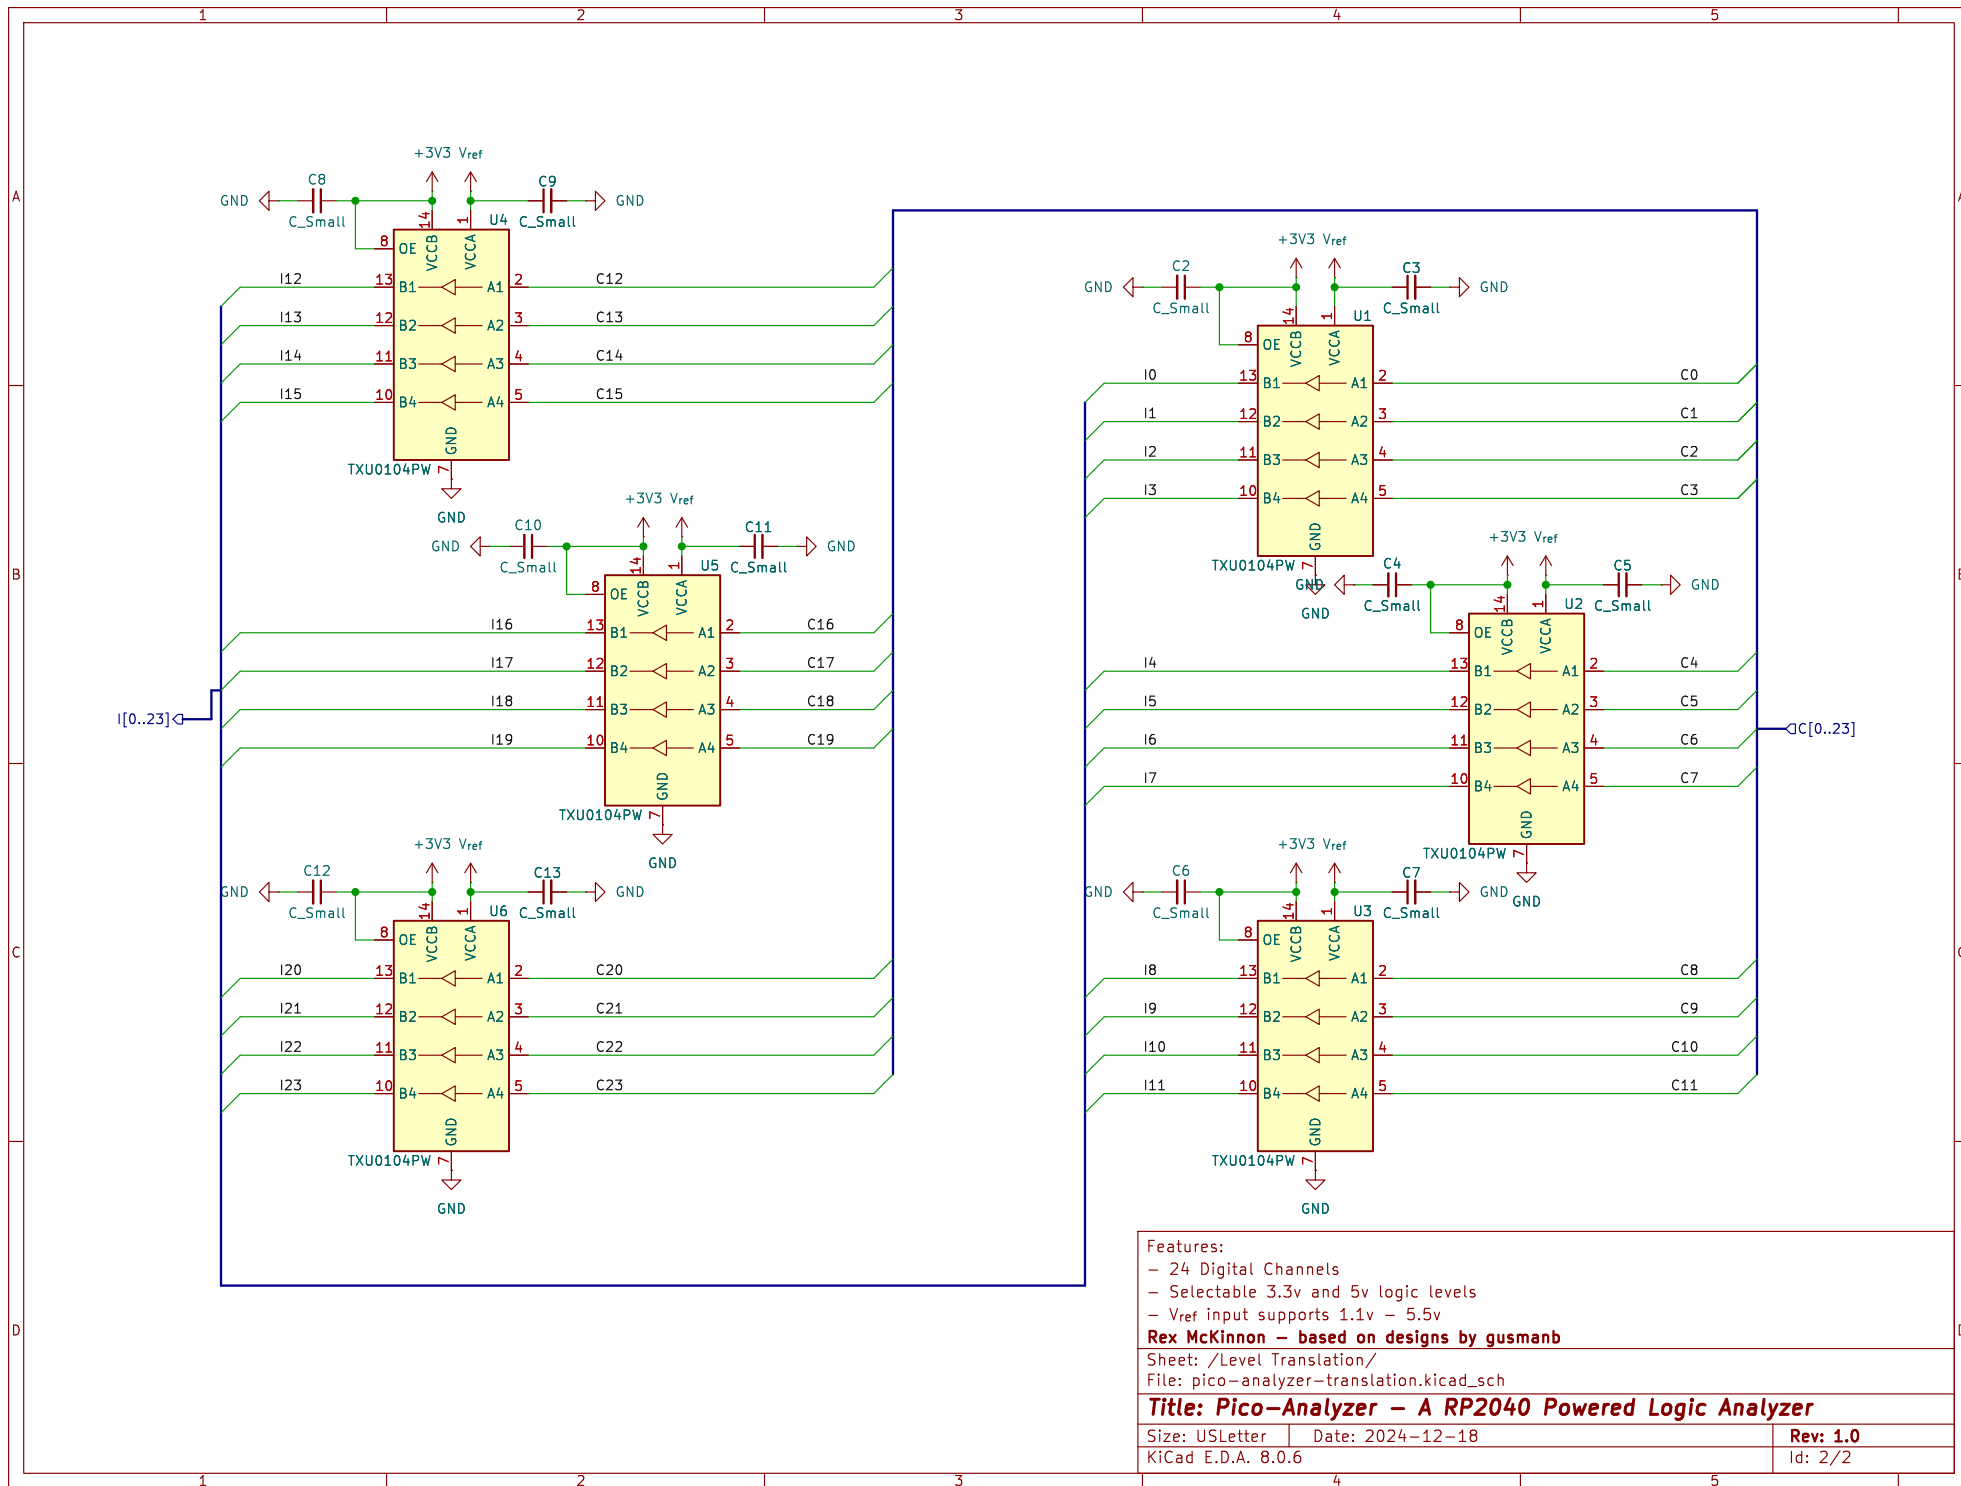 1 2 3 4 5
A
B
C
D
+3V3 Vref
GND C8 C9 GND
C_Small C_Small
14 1 U4
8 OE VCCB VCCA
I12 13 B1 A1 2 C12
I13 12 B2 A2 3 C13
I14 11 B3 A3 4 C14
I15 10 B4 A4 5 C15
GND
TXU0104PW 7
GND
+3V3 Vref
GND C10 C11 GND
C_Small C_Small
14 1 U5
8 OE VCCB VCCA
I16 13 B1 A1 2 C16
I17 12 B2 A2 3 C17
I18 11 B3 A3 4 C18
I19 10 B4 A4 5 C19
GND
TXU0104PW 7
GND
I[0..23]
+3V3 Vref
GND C12 C13 GND
C_Small C_Small
14 1 U6
8 OE VCCB VCCA
I20 13 B1 A1 2 C20
I21 12 B2 A2 3 C21
I22 11 B3 A3 4 C22
I23 10 B4 A4 5 C23
GND
TXU0104PW 7
GND
+3V3 Vref
GND C2 C3 GND
C_Small C_Small
14 1 U1
8 OE VCCB VCCA
I0 13 B1 A1 2 C0
I1 12 B2 A2 3 C1
I2 11 B3 A3 4 C2
I3 10 B4 A4 5 C3
GND
TXU0104PW 7
GND
+3V3 Vref
GND C4 C5 GND
C_Small C_Small
14 1 U2
8 OE VCCB VCCA
I4 13 B1 A1 2 C4
I5 12 B2 A2 3 C5
I6 11 B3 A3 4 C6
I7 10 B4 A4 5 C7
GND
TXU0104PW 7
GND
C[0..23]
+3V3 Vref
GND C6 C7 GND
C_Small C_Small
14 1 U3
8 OE VCCB VCCA
I8 13 B1 A1 2 C8
I9 12 B2 A2 3 C9
I10 11 B3 A3 4 C10
I11 10 B4 A4 5 C11
GND
TXU0104PW 7
GND
Features:
- 24 Digital Channels
- Selectable 3.3v and 5v logic levels
- Vref input supports 1.1v - 5.5v
Rex McKinnon - based on designs by gusmanb
Sheet: /Level Translation/
File: pico-analyzer-translation.kicad_sch
Title: Pico-Analyzer - A RP2040 Powered Logic Analyzer
Size: USLetter Date: 2024-12-18 Rev: 1.0
KiCad E.D.A. 8.0.6 Id: 2/2
1 2 3 4 5